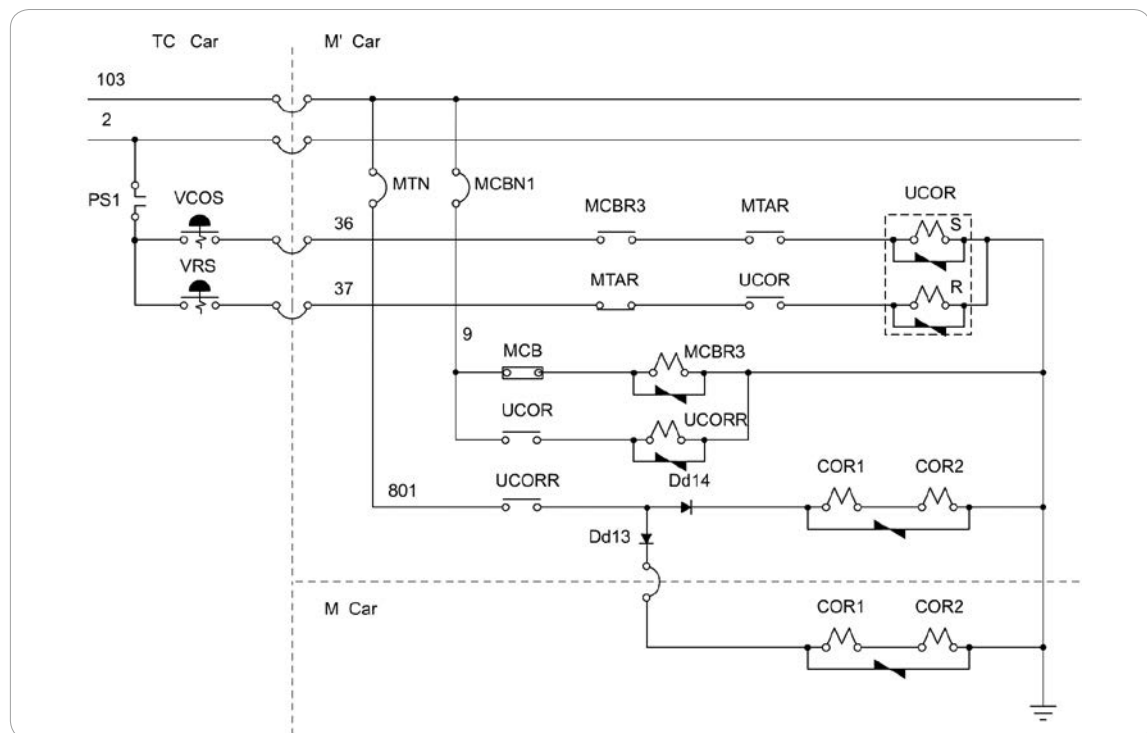 TC Car M' Car
103
2
PS1 VCOS MTN MCBN1 UCOR
36 MCBR3 MTAR S
VRS
37 MTAR UCOR R
9 MCB MCBR3
UCOR UCORR
801 UCORR Dd14 COR1 COR2
Dd13
M Car COR1 COR2